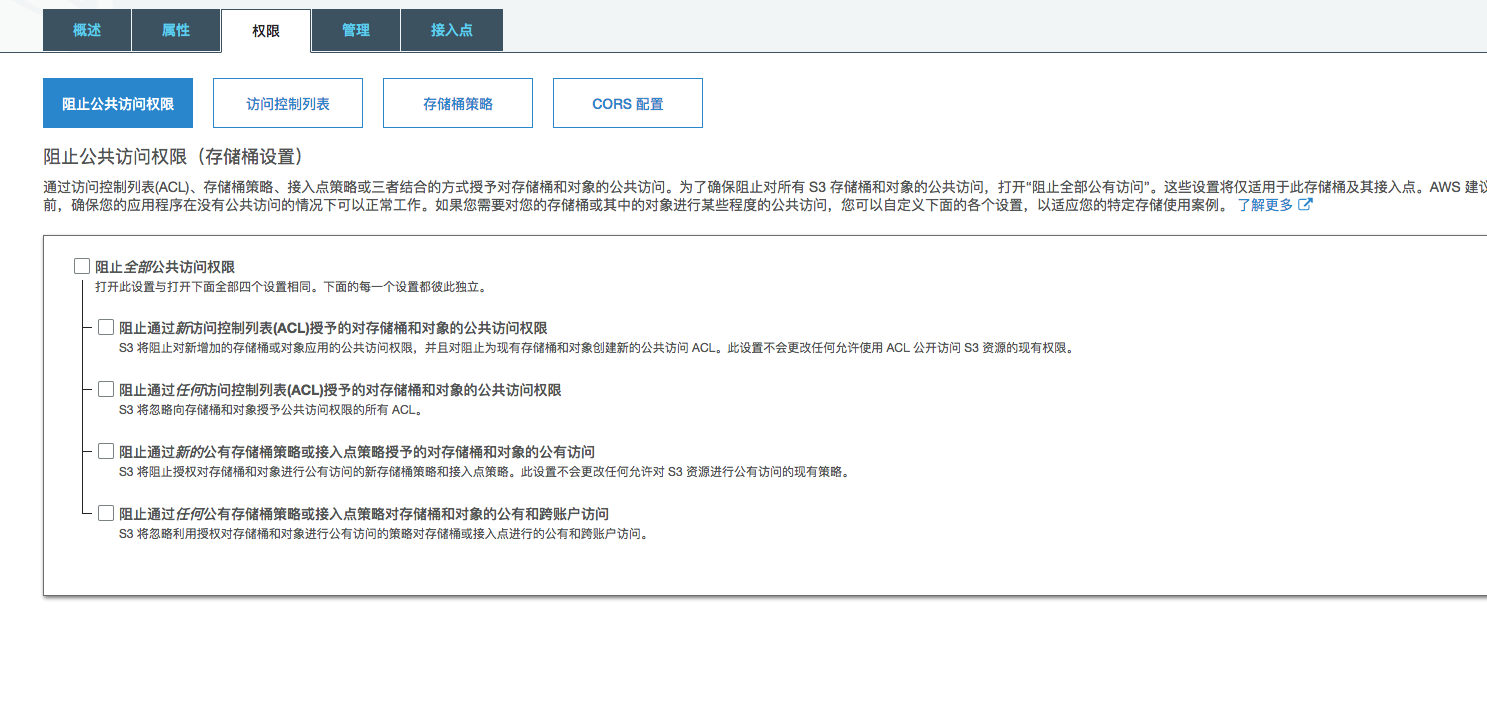 概述 属性 权限 管理 接入点
阻止公共访问权限 访问控制列表 存储桶策略 CORS 配置
阻止公共访问权限（存储桶设置）
通过访问控制列表(ACL)、存储桶策略、接入点策略或三者结合的方式授予对存储桶和对象的公共访问。为了确保阻止对所有 S3 存储桶和对象的公共访问，打开“阻止全部公有访问”。这些设置将仅适用于此存储桶及其接入点。AWS 建议
前，确保您的应用程序在没有公共访问的情况下可以正常工作。如果您需要对您的存储桶或其中的对象进行某些程度的公共访问，您可以自定义下面的各个设置，以适应您的特定存储使用案例。 了解更多
阻止全部公共访问权限
打开此设置与打开下面全部四个设置相同。下面的每一个设置都彼此独立。
阻止通过新访问控制列表(ACL)授予的对存储桶和对象的公共访问权限
S3 将阻止对新增加的存储桶或对象应用的公共访问权限，并且对阻止为现有存储桶和对象创建新的公共访问 ACL。此设置不会更改任何允许使用 ACL 公开访问 S3 资源的现有权限。
阻止通过任何访问控制列表(ACL)授予的对存储桶和对象的公共访问权限
S3 将忽略向存储桶和对象授予公共访问权限的所有 ACL。
阻止通过新的公有存储桶策略或接入点策略授予的对存储桶和对象的公有访问
S3 将阻止授权对存储桶和对象进行公有访问的新存储桶策略和接入点策略。此设置不会更改任何允许对 S3 资源进行公有访问的现有策略。
阻止通过任何公有存储桶策略或接入点策略对存储桶和对象的公有和跨账户访问
S3 将忽略利用授权对存储桶和对象进行公有访问的策略对存储桶或接入点进行的公有和跨账户访问。